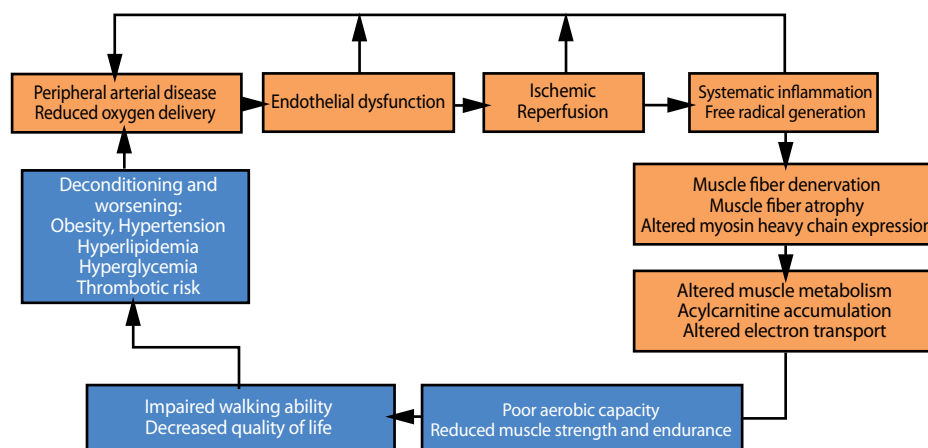 Peripheral arterial disease
Reduced oxygen delivery
Endothelial dysfunction
Ischemic
Reperfusion
Systematic inflammation
Free radical generation
Muscle fiber denervation
Muscle fiber atrophy
Altered myosin heavy chain expression
Altered muscle metabolism
Acylcarnitine accumulation
Altered electron transport
Poor aerobic capacity
Reduced muscle strength and endurance
Impaired walking ability
Decreased quality of life
Deconditioning and
worsening:
Obesity, Hypertension
Hyperlipidemia
Hyperglycemia
Thrombotic risk